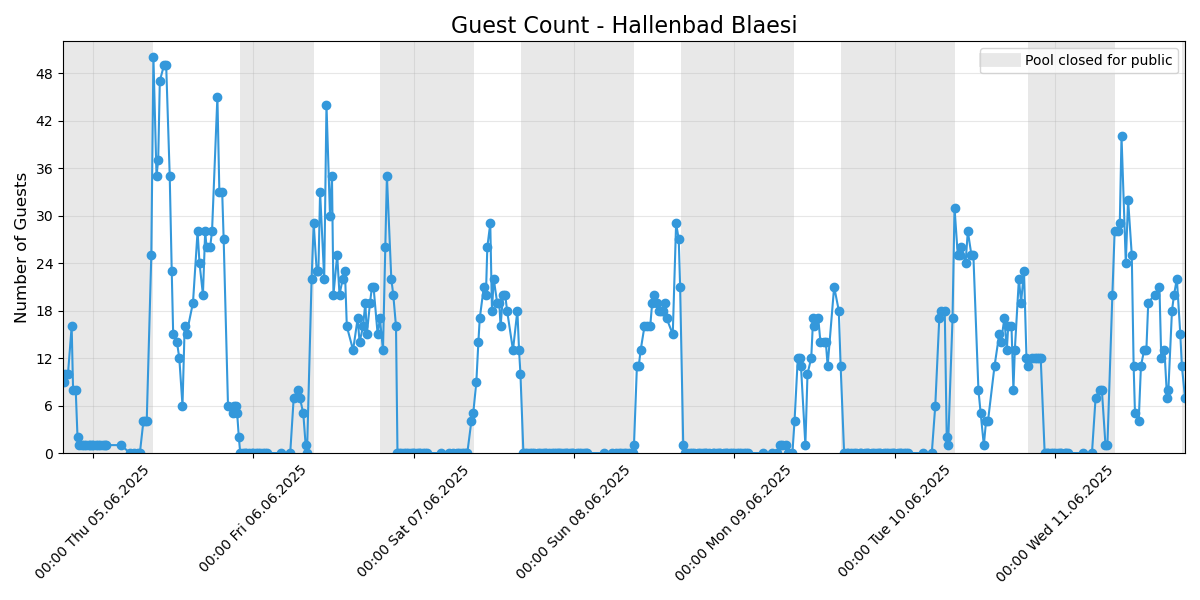 Guest Count - Hallenbad Blaesi
Pool closed for public
Number of Guests
48
42
36
30
24
18
12
6
0
00:00 Thu 05.06.2025
00:00 Fri 06.06.2025
00:00 Sat 07.06.2025
00:00 Sun 08.06.2025
00:00 Mon 09.06.2025
00:00 Tue 10.06.2025
00:00 Wed 11.06.2025